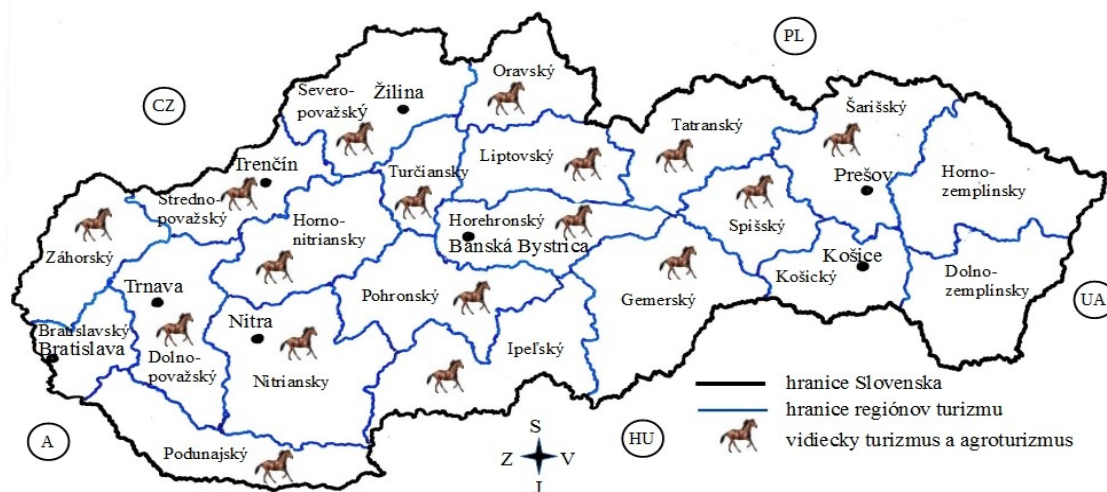 PL
CZ
Oravský
Severo-
považský
Žilina
Šarišský
Tatranský
Liptovský
Turčiansky
Trenčín
Stredno-
považský
Prešov
Horno-
zemplínsky
Horno-
nitriansky
Horehronský
Banská Bystrica
Spišský
Záhorský
Košice
Košický
Dolno-
zemplínsky
Trnava
Pohronský
Gemerský
UA
Bratislavský
Bratislava
Nitra
Dolno-
považský
Nitriansky
Ipeľský
hranice Slovenska
hranice regiónov turizmu
vidiecky turizmus a agroturizmus
A
HU
Podunajský
S
Z V
J